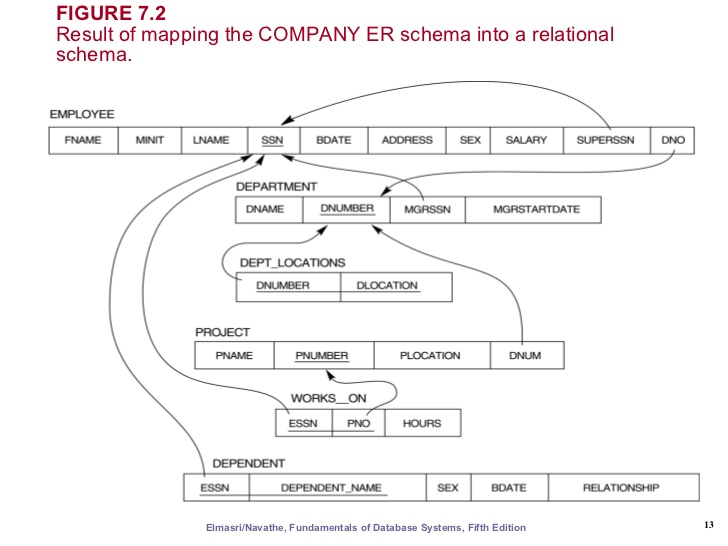 FIGURE 7.2
Result of mapping the COMPANY ER schema into a relational
schema.
EMPLOYEE
FNAME MINIT LNAME SSN BDATE ADDRESS SEX SALARY SUPERSSN DNO
DEPARTMENT
DNAME DNUMBER MGRSSN MGRSTARTDATE
DEPT_LOCATIONS
DNUMBER DLOCATION
PROJECT
PNAME PNUMBER PLOCATION DNUM
WORKS_ON
ESSN PNO HOURS
DEPENDENT
ESSN DEPENDENT_NAME SEX BDATE RELATIONSHIP
Elmasri/Navathe, Fundamentals of Database Systems, Fifth Edition
13